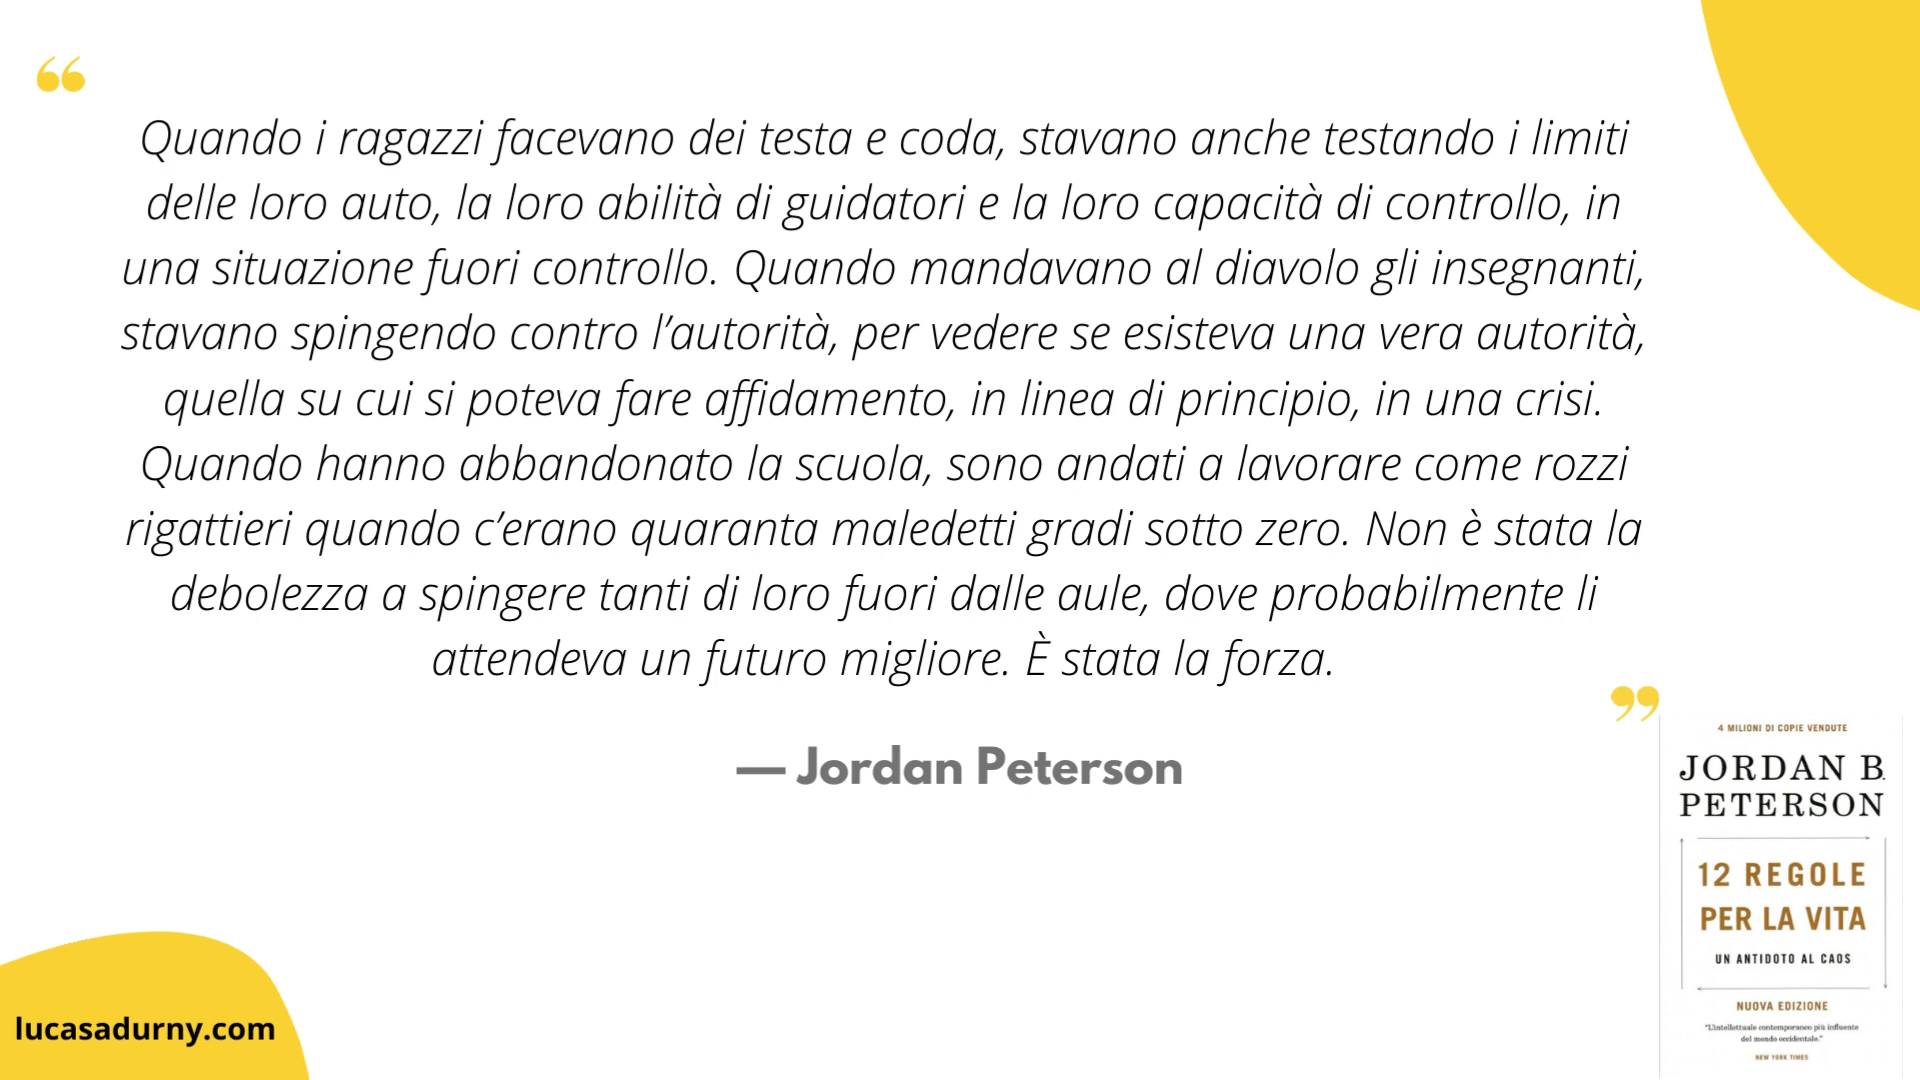 “
Quando i ragazzi facevano dei testa e coda, stavano anche testando i limiti
delle loro auto, la loro abilità di guidatori e la loro capacità di controllo, in
una situazione fuori controllo. Quando mandavano al diavolo gli insegnanti,
stavano spingendo contro l’autorità, per vedere se esisteva una vera autorità,
quella su cui si poteva fare affidamento, in linea di principio, in una crisi.
Quando hanno abbandonato la scuola, sono andati a lavorare come rozzi
rigattieri quando c’erano quaranta maledetti gradi sotto zero. Non è stata la
debolezza a spingere tanti di loro fuori dalle aule, dove probabilmente li
attendeva un futuro migliore. È stata la forza.
”
— Jordan Peterson
4 MILIONI DI COPIE VENDUTE
JORDAN B.
PETERSON
12 REGOLE
PER LA VITA
UN ANTIDOTO AL CAOS
NUOVA EDIZIONE
"L'intellettuale contemporaneo più influente
del mondo occidentale."
NEW YORK TIMES
lucasadurny.com